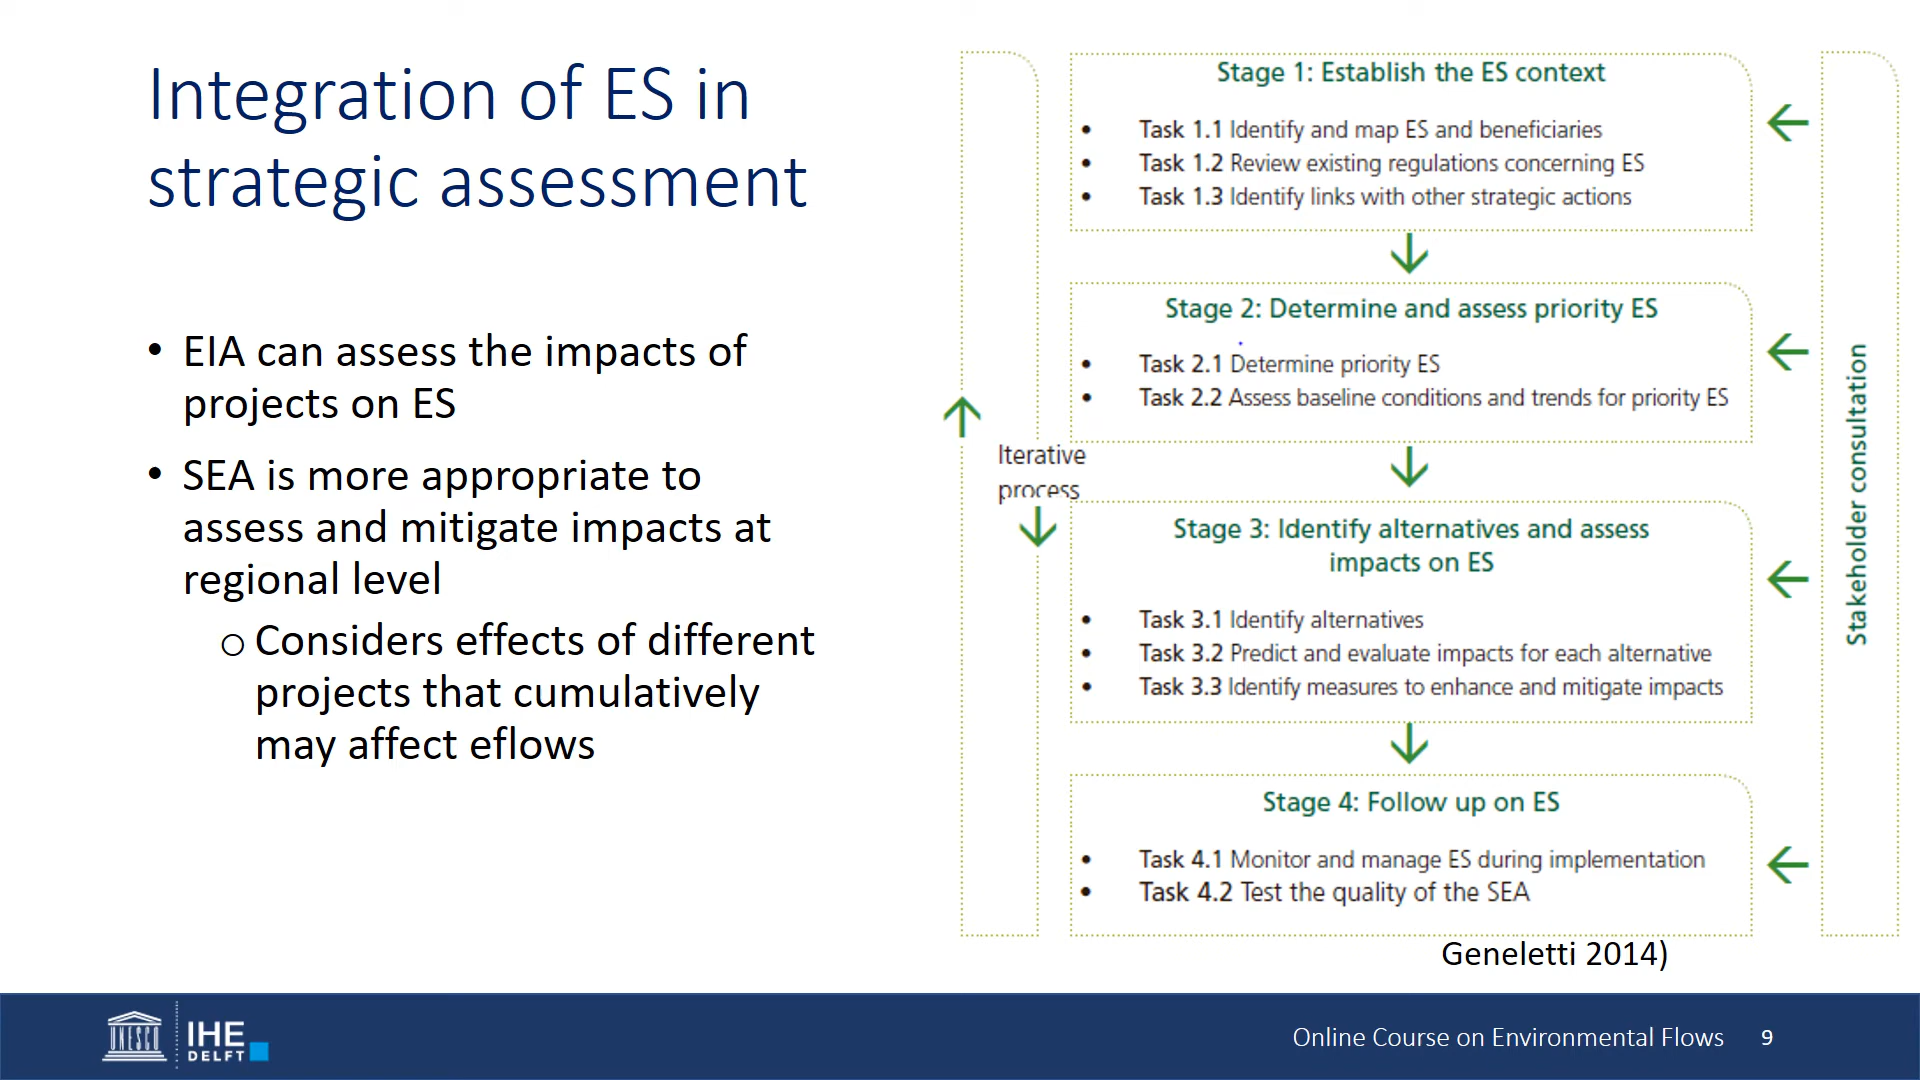 Integration of ES in
strategic assessment
• EIA can assess the impacts of
projects on ES
• SEA is more appropriate to
assess and mitigate impacts at
regional level
o Considers effects of different
projects that cumulatively
may affect eflows
Iterative
process
Stage 1: Establish the ES context
• Task 1.1 Identify and map ES and beneficiaries
• Task 1.2 Review existing regulations concerning ES
• Task 1.3 Identify links with other strategic actions
Stage 2: Determine and assess priority ES
• Task 2.1 Determine priority ES
• Task 2.2 Assess baseline conditions and trends for priority ES
Stage 3: Identify alternatives and assess
impacts on ES
• Task 3.1 Identify alternatives
• Task 3.2 Predict and evaluate impacts for each alternative
• Task 3.3 Identify measures to enhance and mitigate impacts
Stage 4: Follow up on ES
• Task 4.1 Monitor and manage ES during implementation
• Task 4.2 Test the quality of the SEA
Stakeholder consultation
Geneletti 2014)
UNESCO
IHE
DELFT
Online Course on Environmental Flows 9